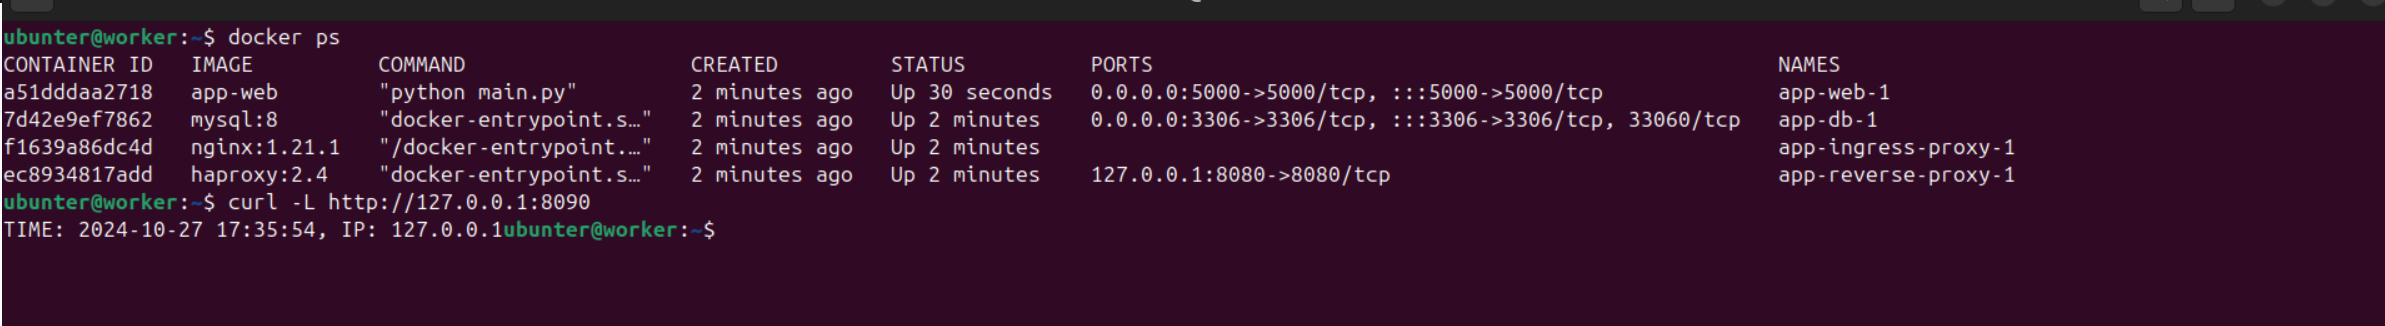 ubunter@worker:~$ docker ps
CONTAINER ID   IMAGE          COMMAND                  CREATED         STATUS          PORTS                                                  NAMES
a51dddaa2718   app-web        "python main.py"         2 minutes ago   Up 30 seconds   0.0.0.0:5000->5000/tcp, :::5000->5000/tcp              app-web-1
7d42e9ef7862   mysql:8        "docker-entrypoint.s…"   2 minutes ago   Up 2 minutes    0.0.0.0:3306->3306/tcp, :::3306->3306/tcp, 33060/tcp   app-db-1
f1639a86dc4d   nginx:1.21.1   "/docker-entrypoint.…"   2 minutes ago   Up 2 minutes                                                           app-ingress-proxy-1
ec8934817add   haproxy:2.4    "docker-entrypoint.s…"   2 minutes ago   Up 2 minutes    127.0.0.1:8080->8080/tcp                               app-reverse-proxy-1
ubunter@worker:~$ curl -L http://127.0.0.1:8090
TIME: 2024-10-27 17:35:54, IP: 127.0.0.1ubunter@worker:~$